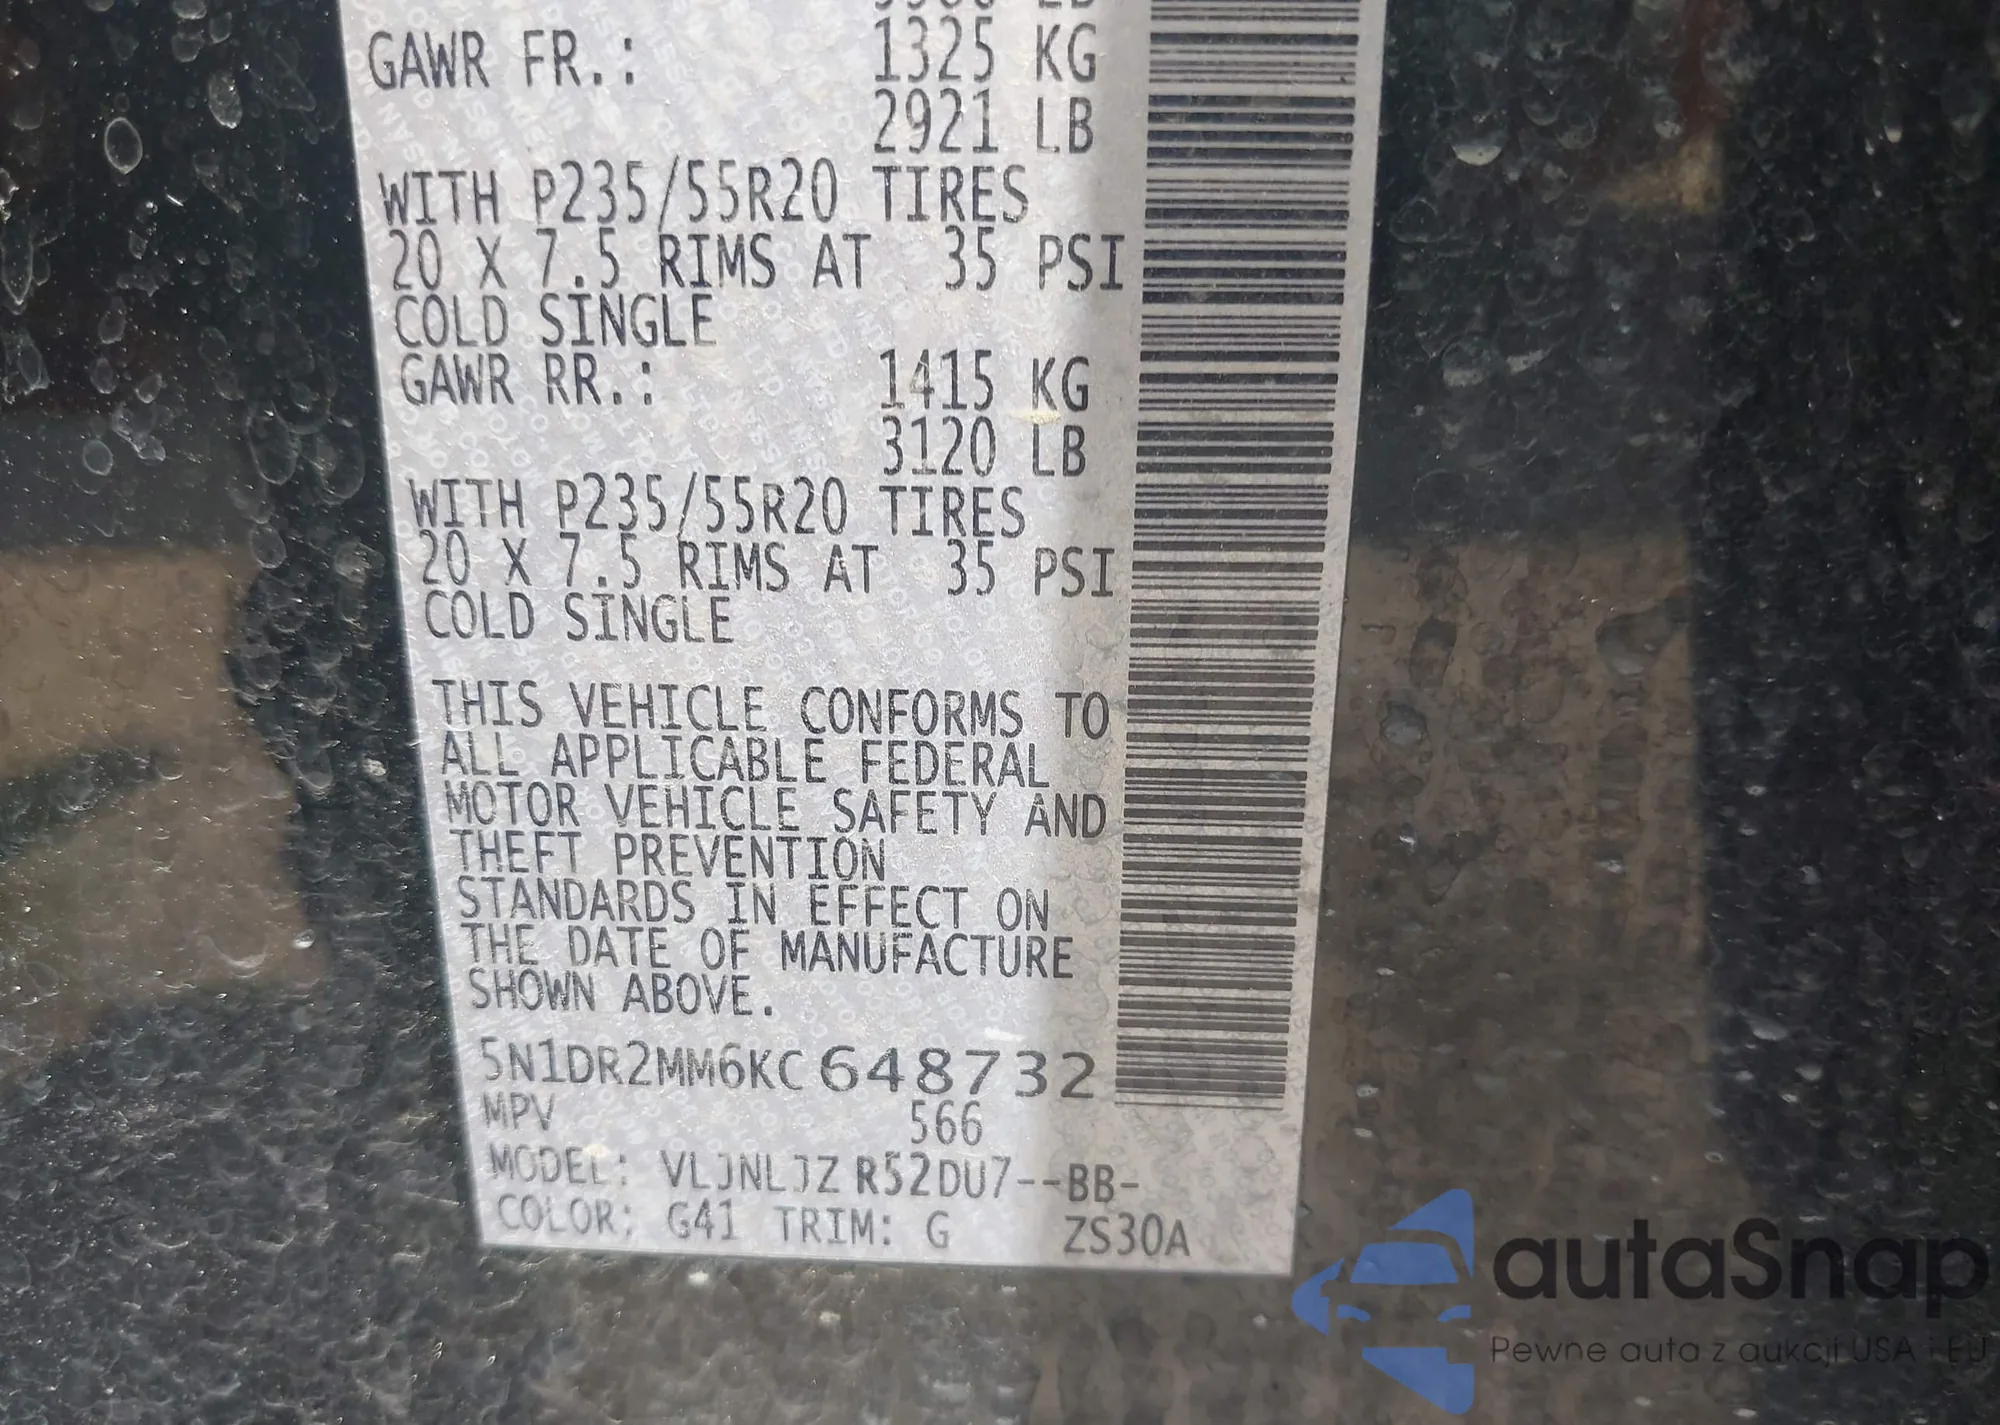 GAWR FR.: 1325 KG
2921 LB
WITH P235/55R20 TIRES
20 X 7.5 RIMS AT 35 PSI
COLD SINGLE
GAWR RR.: 1415 KG
3120 LB
WITH P235/55R20 TIRES
20 X 7.5 RIMS AT 35 PSI
COLD SINGLE
THIS VEHICLE CONFORMS TO
ALL APPLICABLE FEDERAL
MOTOR VEHICLE SAFETY AND
THEFT PREVENTION
STANDARDS IN EFFECT ON
THE DATE OF MANUFACTURE
SHOWN ABOVE.
5N1DR2MM6KC648732
MPV 566
MODEL: VLJNLJZ R52DU7--BB-
COLOR: G41 TRIM: G ZS30A
autaSnap
Pewne auta z aukcji USA i EU